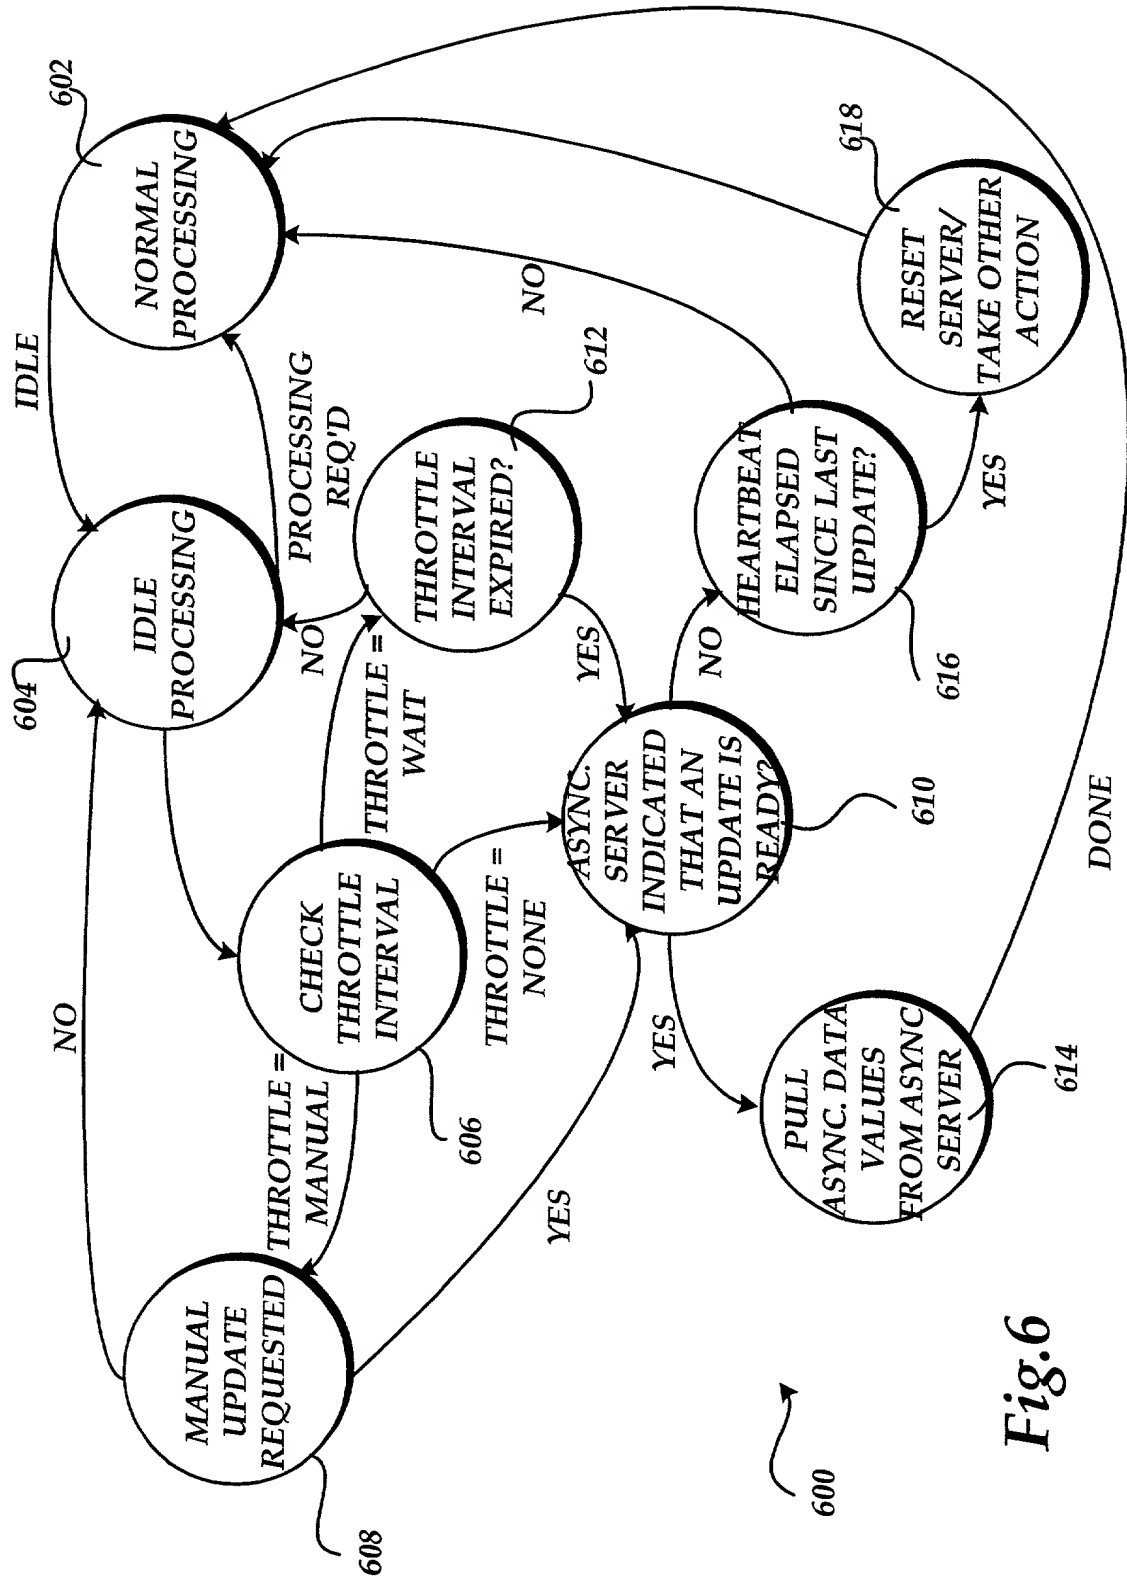 NO
604
IDLE
602
MANUAL
UPDATE
REQUESTED
608
IDLE
PROCESSING
NORMAL
PROCESSING
THROTTLE =
MANUAL
CHECK
THROTTLE
INTERVAL
606
NO
PROCESSING
REQ'D
THROTTLE =
WAIT
THROTTLE
INTERVAL
EXPIRED?
612
THROTTLE =
NONE
YES
YES
NO
ASYNC.
SERVER
INDICATED
THAT AN
UPDATE IS
READY?
610
YES
NO
HEARTBEAT
ELAPSED
SINCE LAST
UPDATE?
616
618
PULL
ASYNC. DATA
VALUES
FROM ASYNC
SERVER
614
YES
RESET
SERVER/
TAKE OTHER
ACTION
600
DONE
Fig.6